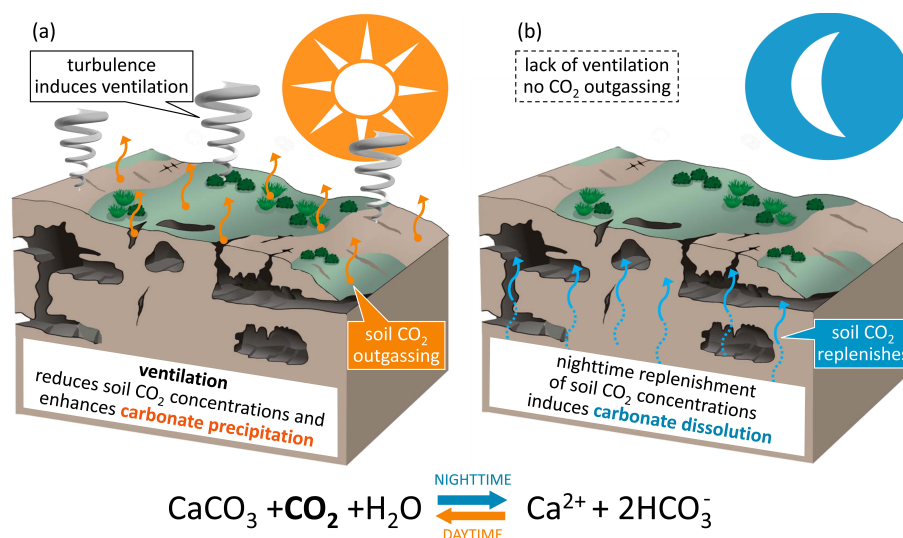 (a)
turbulence
induces ventilation
soil CO₂
outgassing
ventilation
reduces soil CO₂ concentrations and
enhances carbonate precipitation
(b)
lack of ventilation
no CO₂ outgassing
soil CO₂
replenishes
nighttime replenishment
of soil CO₂ concentrations
induces carbonate dissolution
NIGHTTIME
CaCO₃ +CO₂ +H₂O Ca²⁺ + 2HCO₃⁻
DAYTIME